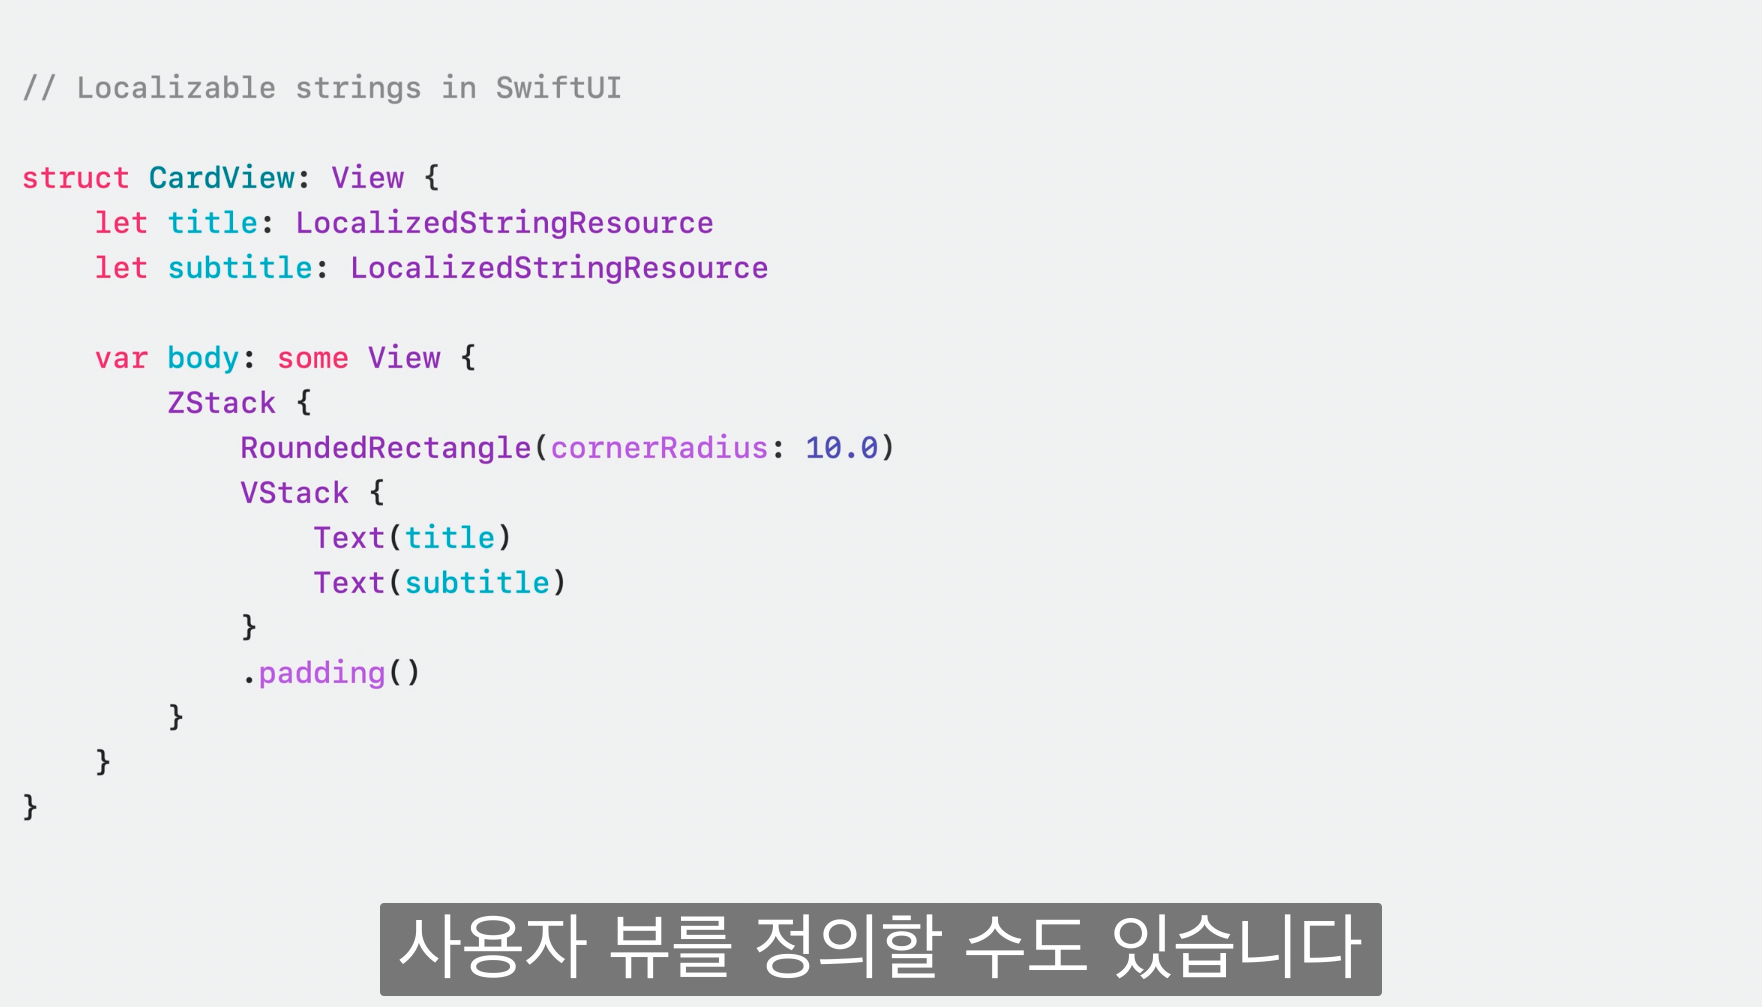 // Localizable strings in SwiftUI
struct CardView: View {
let title: LocalizedStringResource
let subtitle: LocalizedStringResource
var body: some View {
ZStack {
RoundedRectangle(cornerRadius: 10.0)
VStack {
Text(title)
Text(subtitle)
}
.padding()
}
}
}
사용자 뷰를 정의할 수도 있습니다